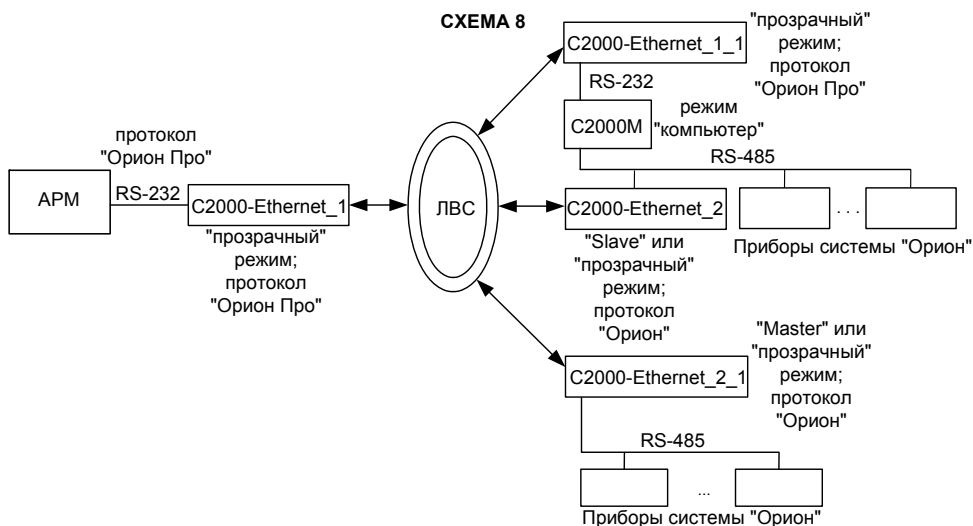 СХЕМА 8
протокол
"Орион Про"
АРМ
RS-232
С2000-Ethernet_1
"прозрачный"
режим;
протокол
"Орион Про"
ЛВС
С2000-Ethernet_1_1
"прозрачный"
режим;
протокол
"Орион Про"
RS-232
С2000М
режим
"компьютер"
RS-485
С2000-Ethernet_2
. . .
Приборы системы "Орион"
"Slave" или
"прозрачный"
режим;
протокол
"Орион"
С2000-Ethernet_2_1
"Master" или
"прозрачный"
режим;
протокол
"Орион"
RS-485
...
Приборы системы "Орион"